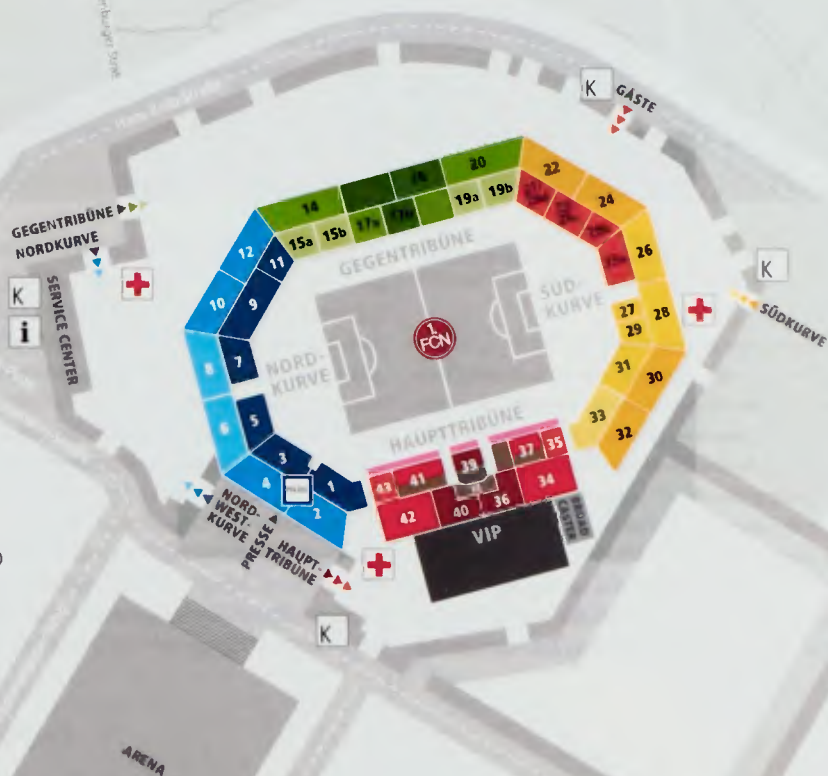 K
GÄSTE
GEGENTRIBÜNE
NORDKURVE
K
i
SERVICE CENTER
K
SÜDKURVE
14
20
15a
15b
19a
19b
22
24
26
28
27
29
31
30
33
32
12
11
10
9
8
7
6
5
4
3
2
1
GEGENTRIBÜNE
SÜD-
KURVE
NORD-
KURVE
1.
FCN
HAUPTTRIBÜNE
43
41
39
37
35
42
40
36
34
VIP
BROAD
CASTER
NORD-
WEST-
KURVE
PRESSE
HAUPT-
TRIBÜNE
K
ARENA